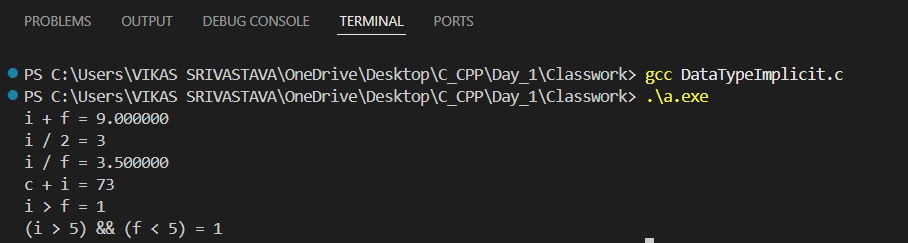 PROBLEMS OUTPUT DEBUG CONSOLE TERMINAL PORTS
PS C:\Users\VIKAS SRIVASTAVA\OneDrive\Desktop\C_CPP\Day_1\Classwork> gcc DataTypeImplicit.c
PS C:\Users\VIKAS SRIVASTAVA\OneDrive\Desktop\C_CPP\Day_1\Classwork> .\a.exe
i + f = 9.000000
i / 2 = 3
i / f = 3.500000
c + i = 73
i > f = 1
(i > 5) && (f < 5) = 1